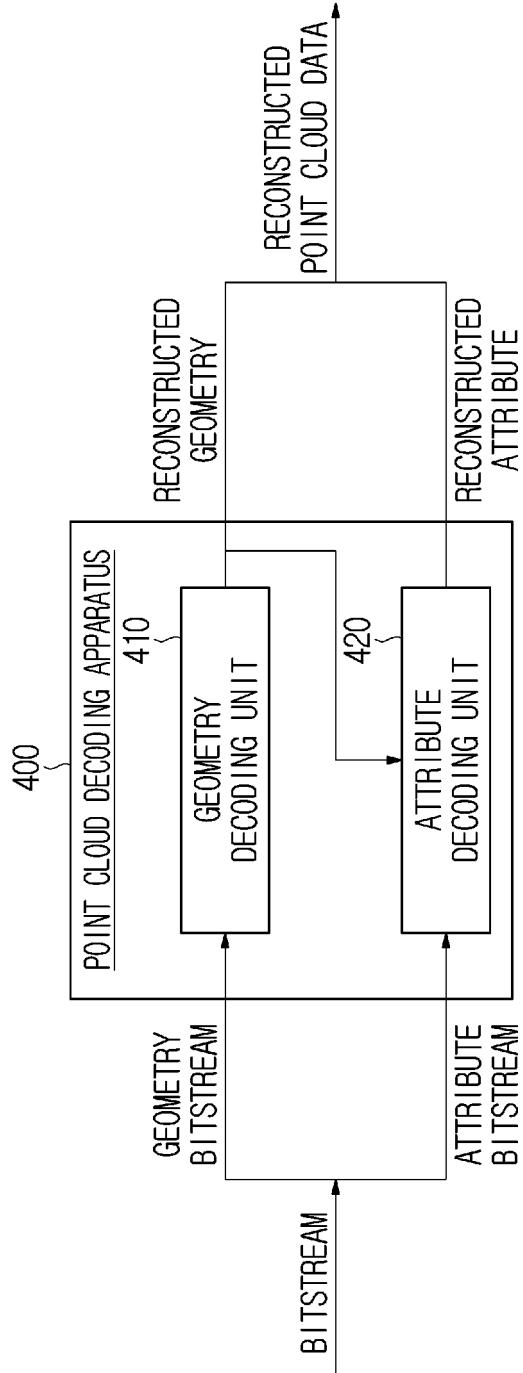 400
POINT CLOUD DECODING APPARATUS
BITSTREAM
GEOMETRY
BITSTREAM
410
GEOMETRY
DECODING UNIT
RECONSTRUCTED
GEOMETRY
RECONSTRUCTED
POINT CLOUD DATA
ATTRIBUTE
BITSTREAM
420
ATTRIBUTE
DECODING UNIT
RECONSTRUCTED
ATTRIBUTE